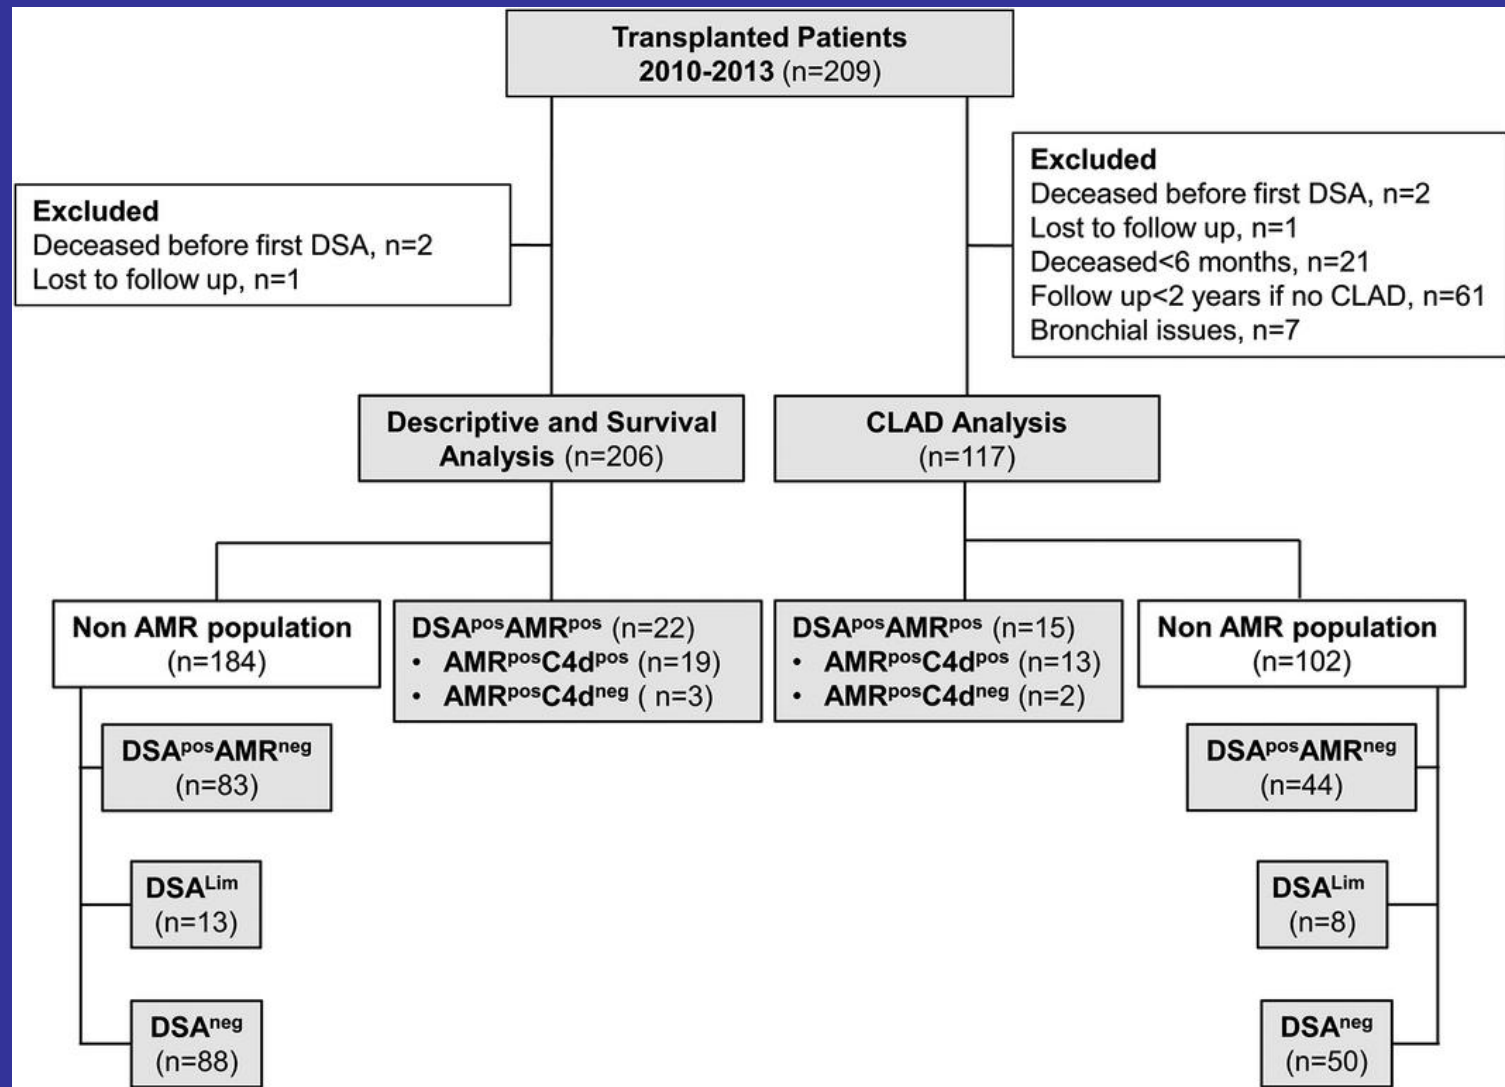 Transplanted Patients
2010-2013 (n=209)
Excluded
Deceased before first DSA, n=2
Lost to follow up, n=1
Excluded
Deceased before first DSA, n=2
Lost to follow up, n=1
Deceased<6 months, n=21
Follow up<2 years if no CLAD, n=61
Bronchial issues, n=7
Descriptive and Survival
Analysis (n=206)
CLAD Analysis
(n=117)
Non AMR population
(n=184)
DSAposAMRpos (n=22)
• AMRposC4dpos (n=19)
• AMRposC4dneg ( n=3)
DSAposAMRpos (n=15)
• AMRposC4dpos (n=13)
• AMRposC4dneg (n=2)
Non AMR population
(n=102)
DSAposAMRneg
(n=83)
DSALim
(n=13)
DSAneg
(n=88)
DSAposAMRneg
(n=44)
DSALim
(n=8)
DSAneg
(n=50)